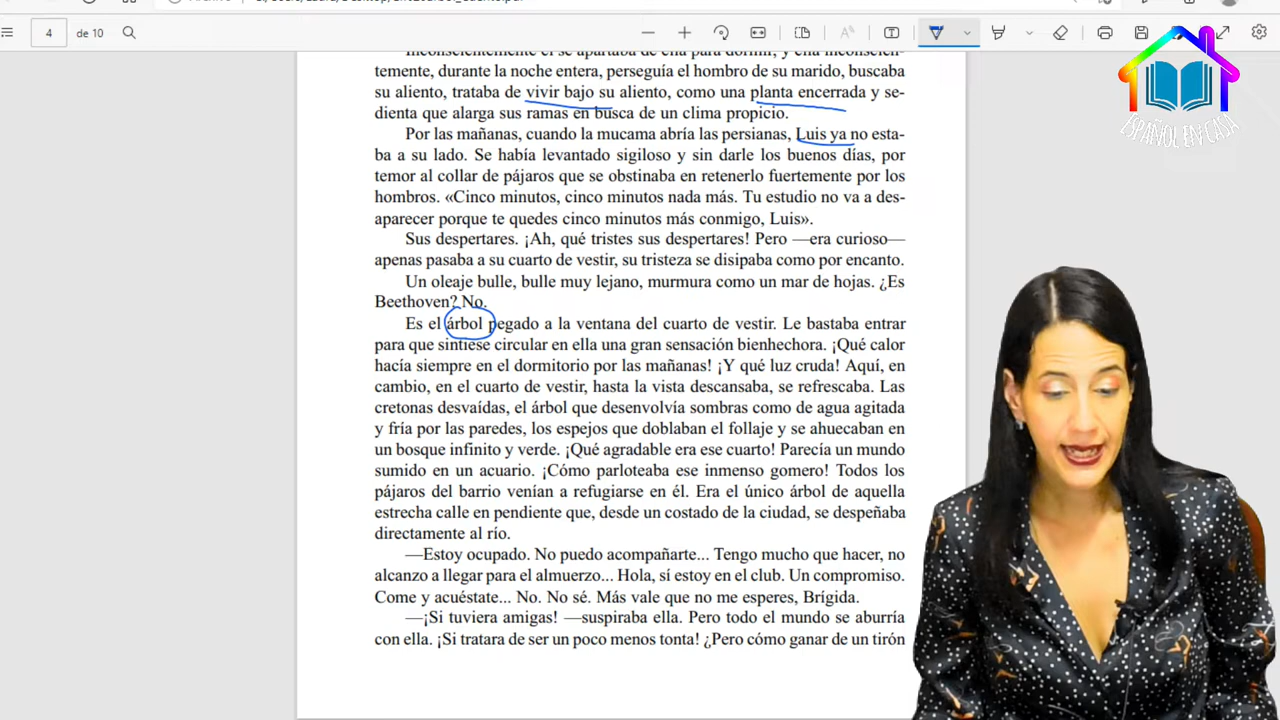 4 de 10
Inconscientemente él se apartaba de ella para dormir, y ella inconscien-
temente, durante la noche entera, perseguía el hombro de su marido, buscaba
su aliento, trataba de vivir bajo su aliento, como una planta encerrada y se-
dienta que alarga sus ramas en busca de un clima propicio.
Por las mañanas, cuando la mucama abría las persianas, Luis ya no esta-
ba a su lado. Se había levantado sigiloso y sin darle los buenos días, por
temor al collar de pájaros que se obstinaba en retenerlo fuertemente por los
hombros. «Cinco minutos, cinco minutos nada más. Tu estudio no va a des-
aparecer porque te quedes cinco minutos más conmigo, Luis».
Sus despertares. ¡Ah, qué tristes sus despertares! Pero —era curioso—
apenas pasaba a su cuarto de vestir, su tristeza se disipaba como por encanto.
Un oleaje bulle, bulle muy lejano, murmura como un mar de hojas. ¿Es
Beethoven? No.
Es el árbol pegado a la ventana del cuarto de vestir. Le bastaba entrar
para que sintiese circular en ella una gran sensación bienhechora. ¡Qué calor
hacía siempre en el dormitorio por las mañanas! ¡Y qué luz cruda! Aquí, en
cambio, en el cuarto de vestir, hasta la vista descansaba, se refrescaba. Las
cretonas desvaídas, el árbol que desenvolvía sombras como de agua agitada
y fría por las paredes, los espejos que doblaban el follaje y se ahuecaban en
un bosque infinito y verde. ¡Qué agradable era ese cuarto! Parecía un mundo
sumido en un acuario. ¡Cómo parloteaba ese inmenso gomero! Todos los
pájaros del barrio venían a refugiarse en él. Era el único árbol de aquella
estrecha calle en pendiente que, desde un costado de la ciudad, se despeñaba
directamente al río.
—Estoy ocupado. No puedo acompañarte... Tengo mucho que hacer, no
alcanzo a llegar para el almuerzo... Hola, sí estoy en el club. Un compromiso.
Come y acuéstate... No. No sé. Más vale que no me esperes, Brígida.
—¡Si tuviera amigas! —suspiraba ella. Pero todo el mundo se aburría
con ella. ¡Si tratara de ser un poco menos tonta! ¿Pero cómo ganar de un tirón
ESPAÑOL EN CASA